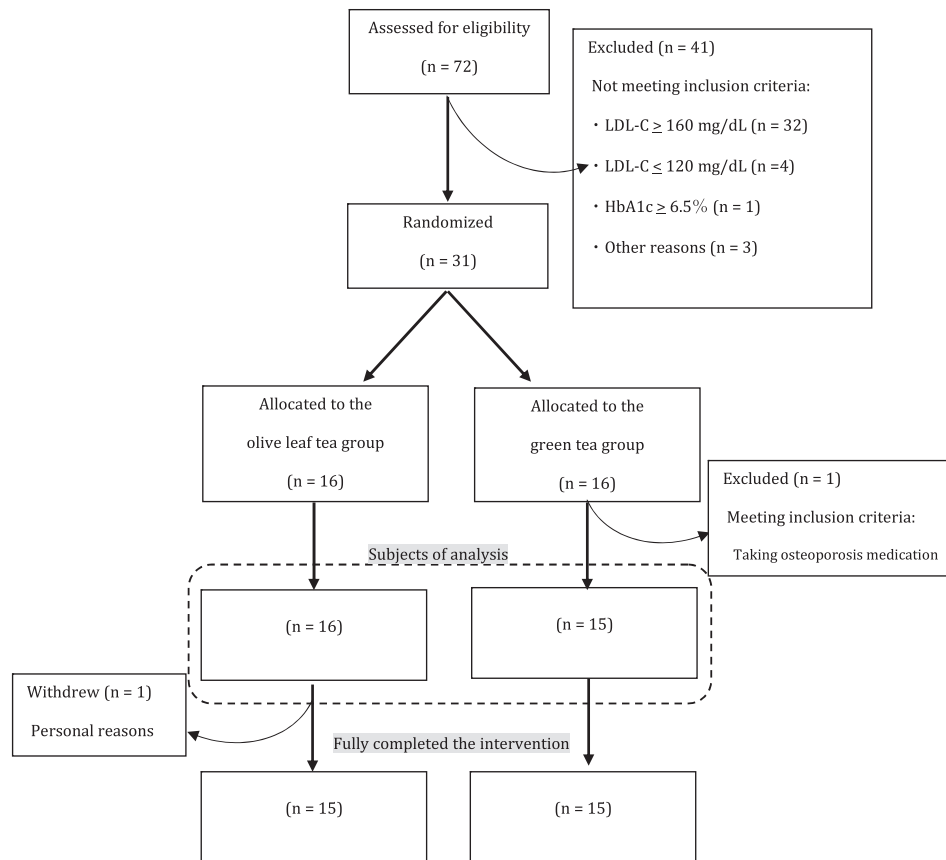 Assessed for eligibility
(n = 72)
Excluded (n = 41)
Not meeting inclusion criteria:
・LDL-C ≥ 160 mg/dL (n = 32)
・LDL-C ≤ 120 mg/dL (n =4)
・HbA1c ≥ 6.5% (n = 1)
・Other reasons (n = 3)
Randomized
(n = 31)
Allocated to the
olive leaf tea group
(n = 16)
Allocated to the
green tea group
(n = 16)
Excluded (n = 1)
Meeting inclusion criteria:
Taking osteoporosis medication
Subjects of analysis
(n = 16)
(n = 15)
Withdrew (n = 1)
Personal reasons
Fully completed the intervention
(n = 15)
(n = 15)